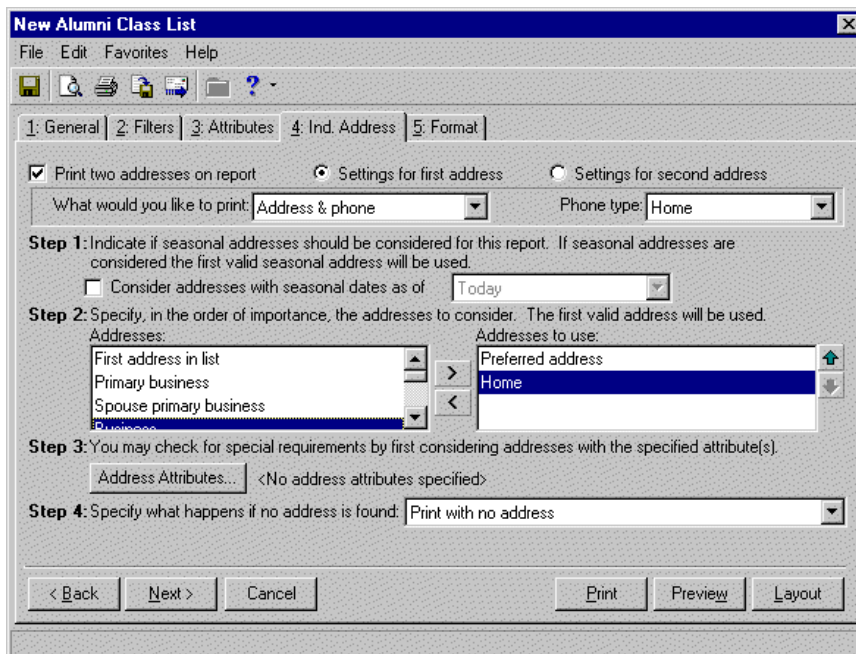 New Alumni Class List
File Edit Favorites Help
1: General 2: Filters 3: Attributes 4: Ind. Address 5: Format
Print two addresses on report Settings for first address Settings for second address
What would you like to print: Address & phone Phone type: Home
Step 1: Indicate if seasonal addresses should be considered for this report. If seasonal addresses are
considered the first valid seasonal address will be used.
Consider addresses with seasonal dates as of Today
Step 2: Specify, in the order of importance, the addresses to consider. The first valid address will be used.
Addresses: Addresses to use:
First address in list Preferred address
Primary business Home
Spouse primary business
Business
Step 3: You may check for special requirements by first considering addresses with the specified attribute(s).
Address Attributes... <No address attributes specified>
Step 4: Specify what happens if no address is found: Print with no address
< Back Next > Cancel Print Preview Layout